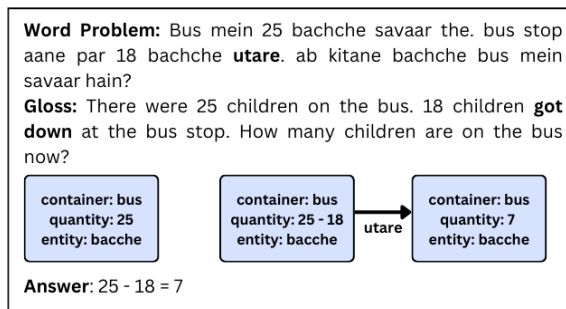 Word Problem: Bus mein 25 bachche savaar the. bus stop
aane par 18 bachche utare. ab kitane bachche bus mein
savaar hain?
Gloss: There were 25 children on the bus. 18 children got
down at the bus stop. How many children are on the bus
now?
container: bus
quantity: 25
entity: bacche
container: bus
quantity: 25 - 18
entity: bacche
utare
container: bus
quantity: 7
entity: bacche
Answer: 25 - 18 = 7